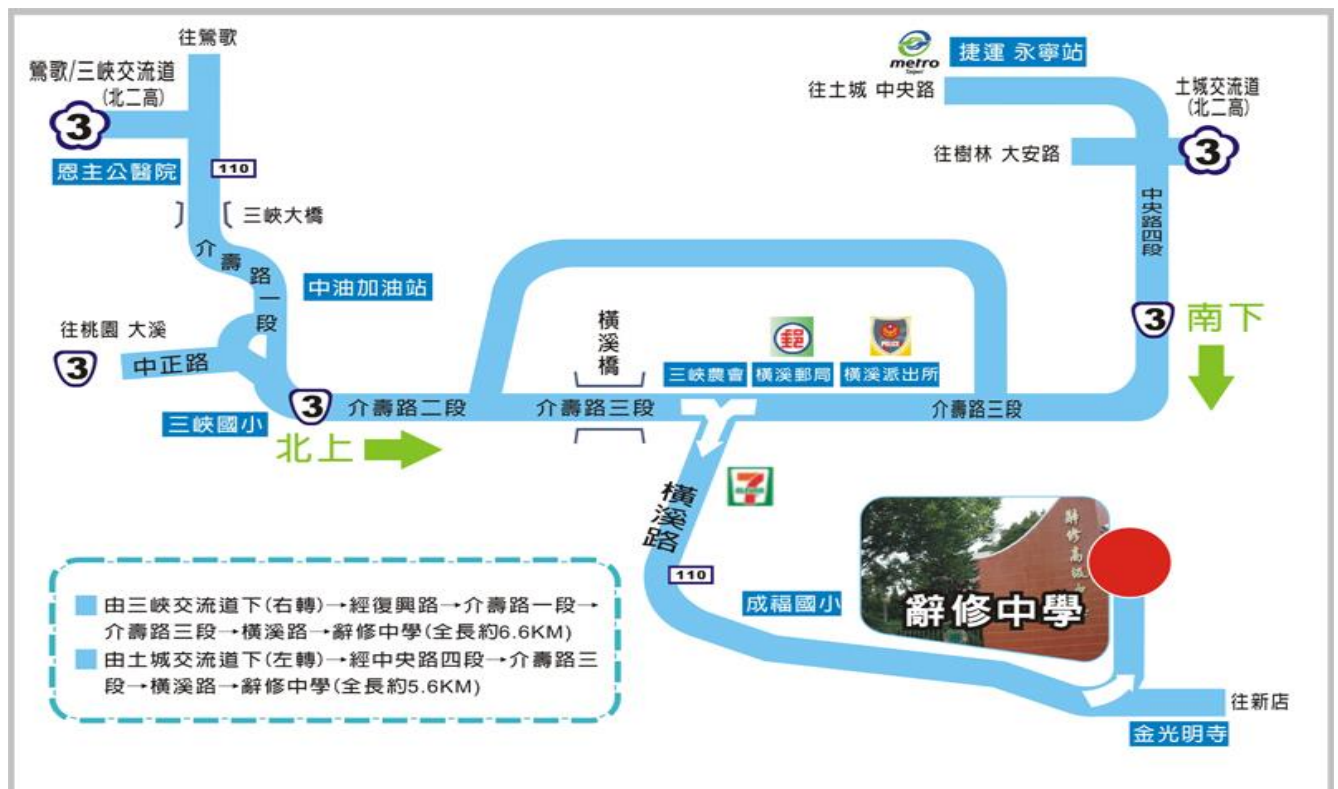 往鶯歌
鶯歌/三峽交流道
(北二高)
3
恩主公醫院
110
三峽大橋
介壽路一段
中油加油站
往桃園 大溪
3
中正路
三峽國小
3
介壽路二段
北上
橫溪橋
介壽路三段
三峽農會
郵
橫溪郵局
POLICE
橫溪派出所
介壽路三段
metro
Taipei
捷運 永寧站
往土城 中央路
土城交流道
(北二高)
3
往樹林 大安路
中央路四段
3
南下
橫溪路
7
ELEVEN
110
成福國小
辭修高級
辭修中學
往新店
金光明寺
由三峽交流道下(右轉)→經復興路→介壽路一段→
介壽路三段→橫溪路→辭修中學(全長約6.6KM)
由土城交流道下(左轉)→經中央路四段→介壽路三
段→橫溪路→辭修中學(全長約5.6KM)